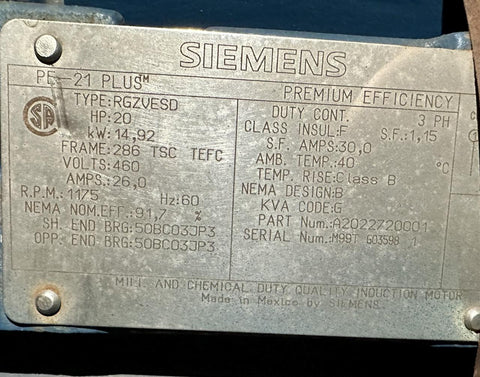 SIEMENS
PE-21 PLUS™
PREMIUM EFFICIENCY
SA
TYPE:RGZVESD
HP:20
kW:14,92
FRAME:286 TSC TEFC
VOLTS:460
AMPS:26,0
R.P.M.:1175 Hz:60
NEMA NOM.EFF:91,7 %
SH. END BRG:50BC03JP3
OPP. END BRG:50BC03JP3
DUTY CONT. 3 PH
CLASS INSUL:F S.F.:1,15
S.F. AMPS:30,0
AMB. TEMP.:40 °C
TEMP. RISE:Class B
NEMA DESIGN:B
KVA CODE:G
PART Num.:A2022720001
SERIAL Num.:M99T 603598 1
MILL AND CHEMICAL DUTY QUALITY INDUCTION MOTOR
Made in Mexico by SIEMENS